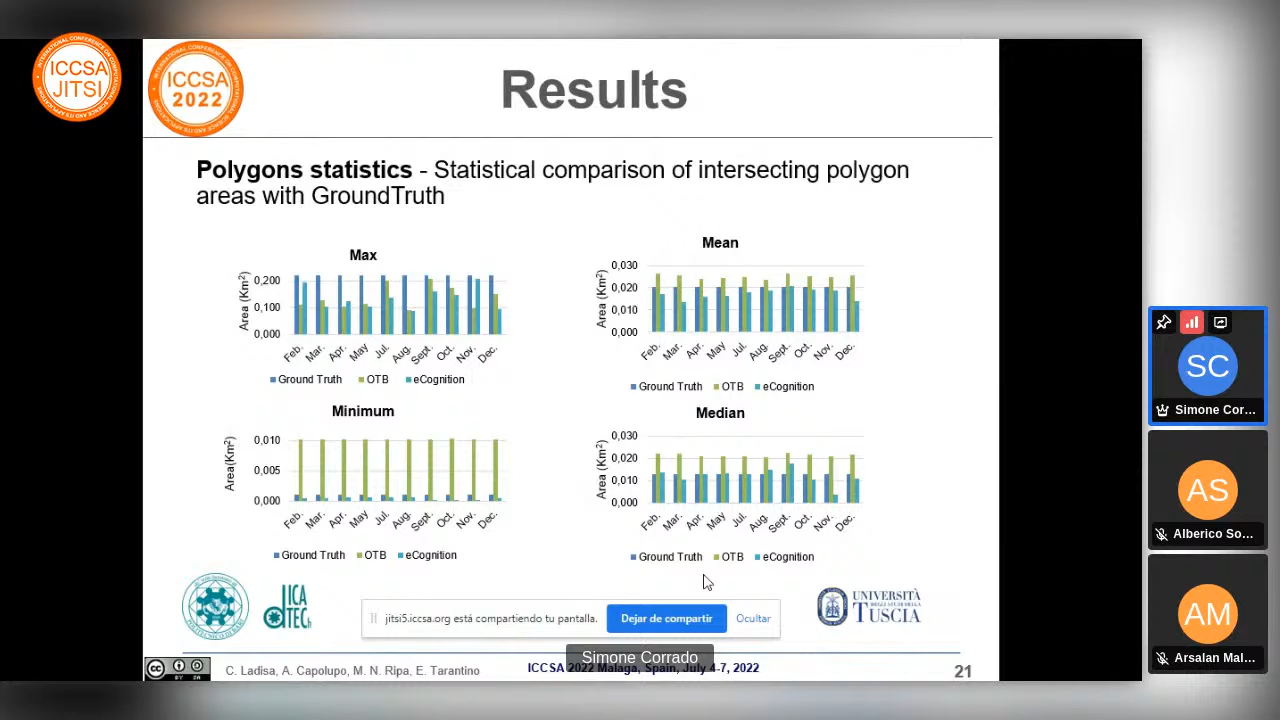 ICCSA
JITSI
ICCSA
2022
Results
Polygons statistics - Statistical comparison of intersecting polygon
areas with GroundTruth
Max
Area (Km²)
0,200
0,100
0,000
Feb. Mar. Apr. May Jul. Aug. Sept. Oct. Nov. Dec.
Ground Truth OTB eCognition
Mean
Area (Km²)
0,030
0,020
0,010
0,000
Feb. Mar. Apr. May Jul. Aug. Sept. Oct. Nov. Dec.
Ground Truth OTB eCognition
Minimum
Area(Km²)
0,010
0,005
0,000
Feb. Mar. Apr. May Jul. Aug. Sept. Oct. Nov. Dec.
Ground Truth OTB eCognition
Median
Area (Km²)
0,030
0,020
0,010
0,000
Feb. Mar. Apr. May Jul. Aug. Sept. Oct. Nov. Dec.
Ground Truth OTB eCognition
jitsi5.iccsa.org está compartiendo tu pantalla. Dejar de compartir Ocultar
UNIVERSITÀ
DEGLI STUDI DELLA
TUSCIA
Simone Corrado
C. Ladisa, A. Capolupo, M. N. Ripa, E. Tarantino
ICCSA 2022 Malaga, Spain, July 4-7, 2022
21
SC
Simone Cor...
AS
Alberico So...
AM
Arsalan Mal...